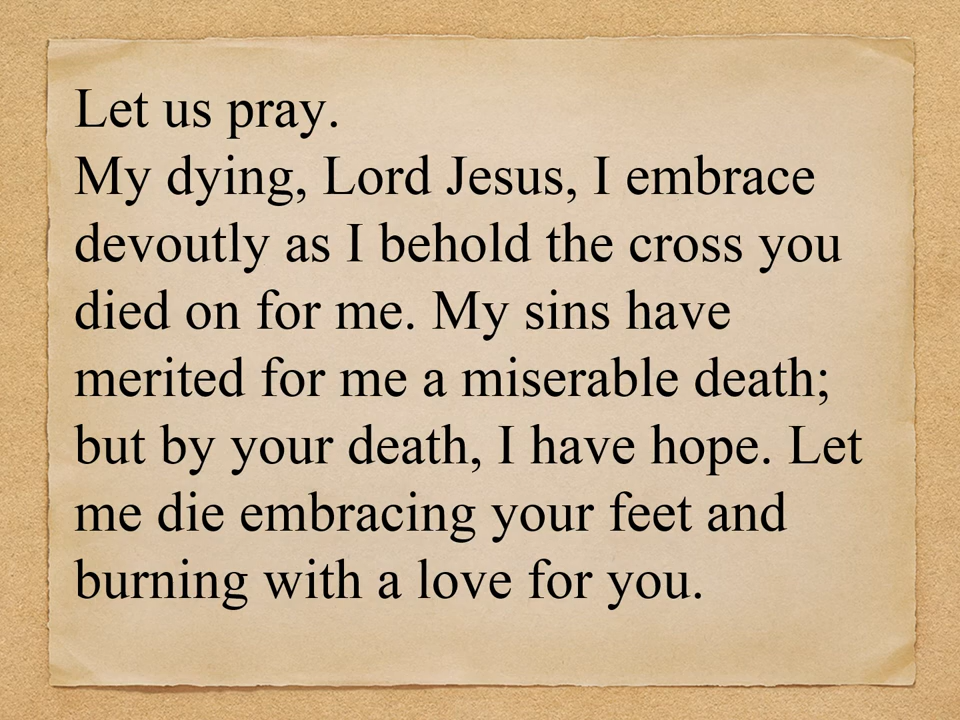 Let us pray.
My dying, Lord Jesus, I embrace
devoutly as I behold the cross you
died on for me. My sins have
merited for me a miserable death;
but by your death, I have hope. Let
me die embracing your feet and
burning with a love for you.